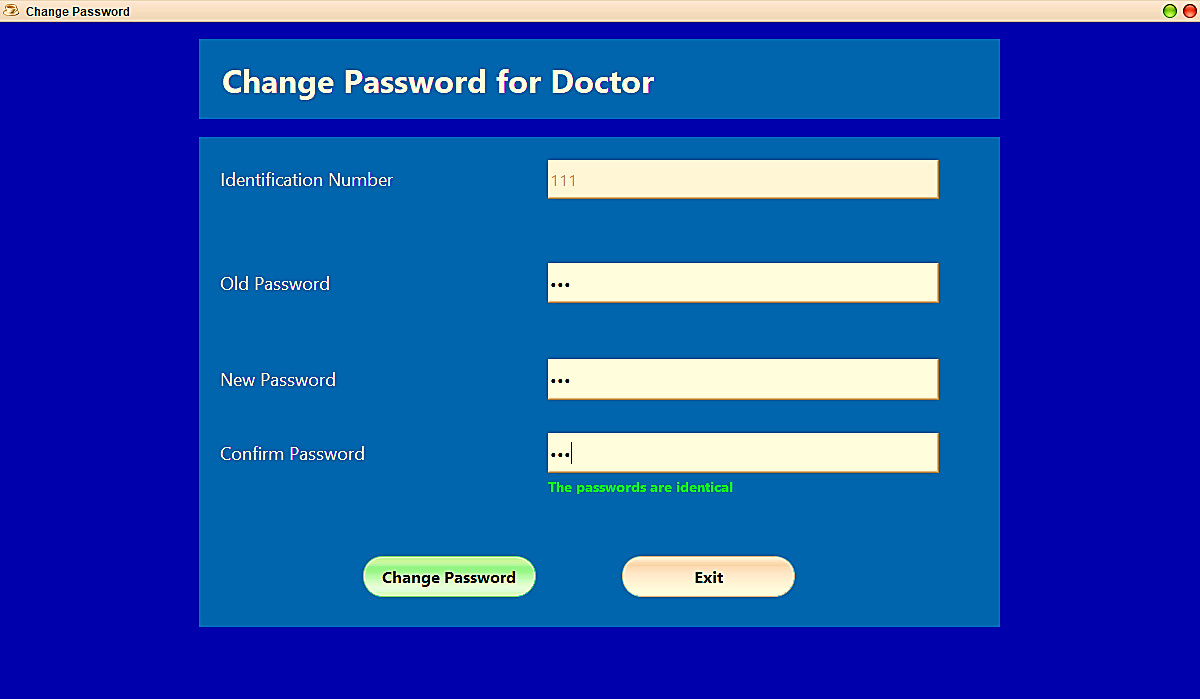 Change Password
Change Password for Doctor
Identification Number
111
Old Password
•••
New Password
•••
Confirm Password
•••
The passwords are identical
Change Password
Exit